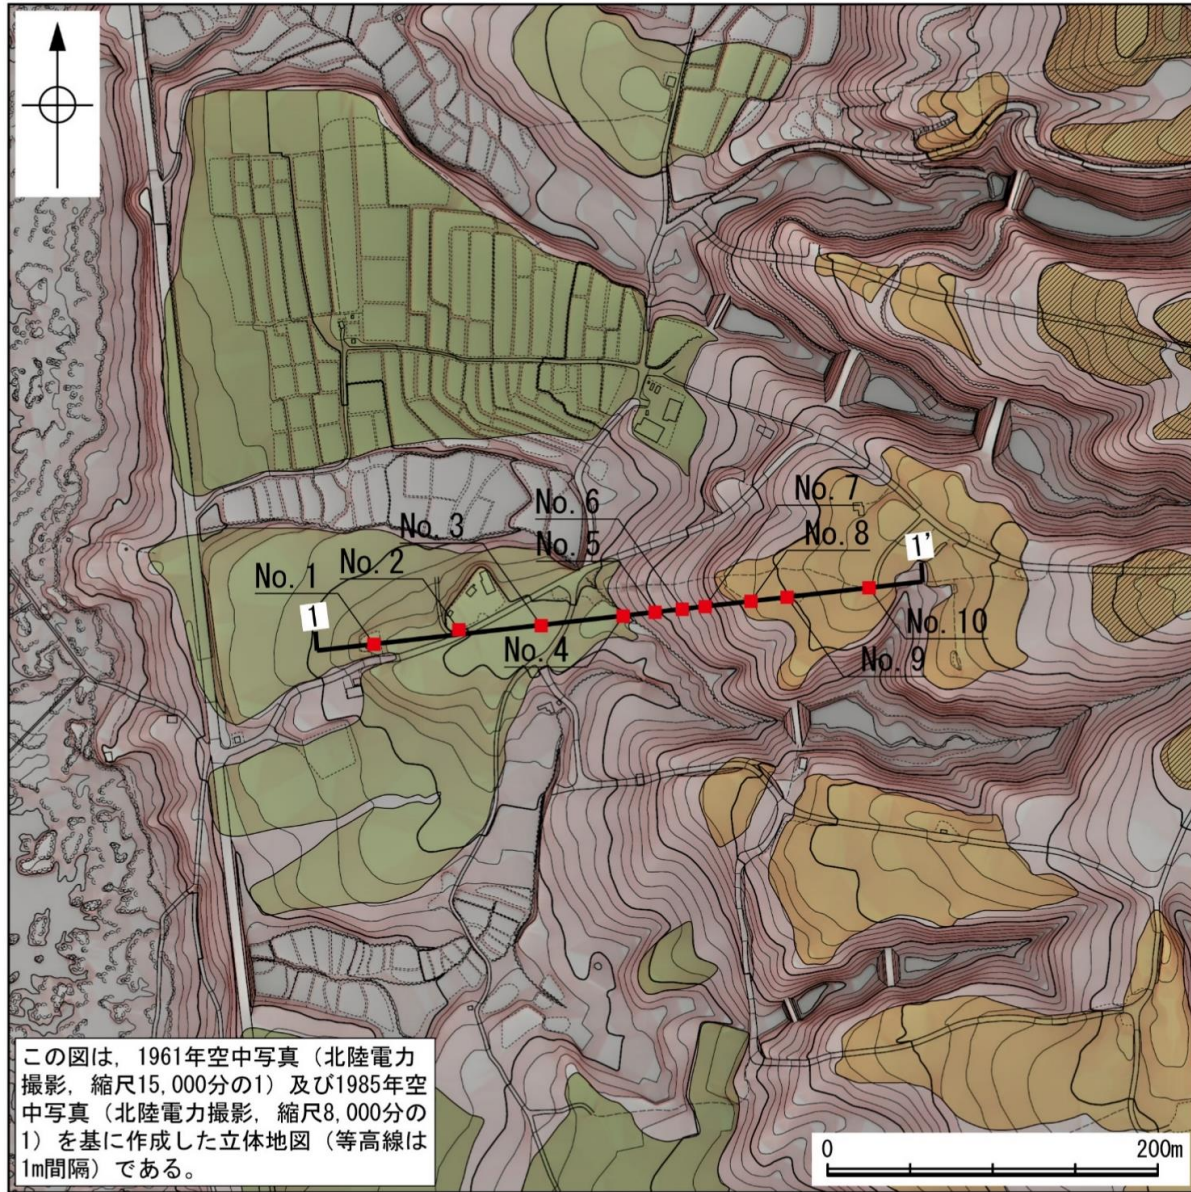 No. 6
No. 7
No. 3
No. 5
No. 8
1'
No. 1
No. 2
1
No. 10
No. 4
No. 9
この図は，1961年空中写真（北陸電力
撮影，縮尺15,000分の1）及び1985年空
中写真（北陸電力撮影，縮尺8,000分の
1）を基に作成した立体地図（等高線は
1m間隔）である。
0 200m